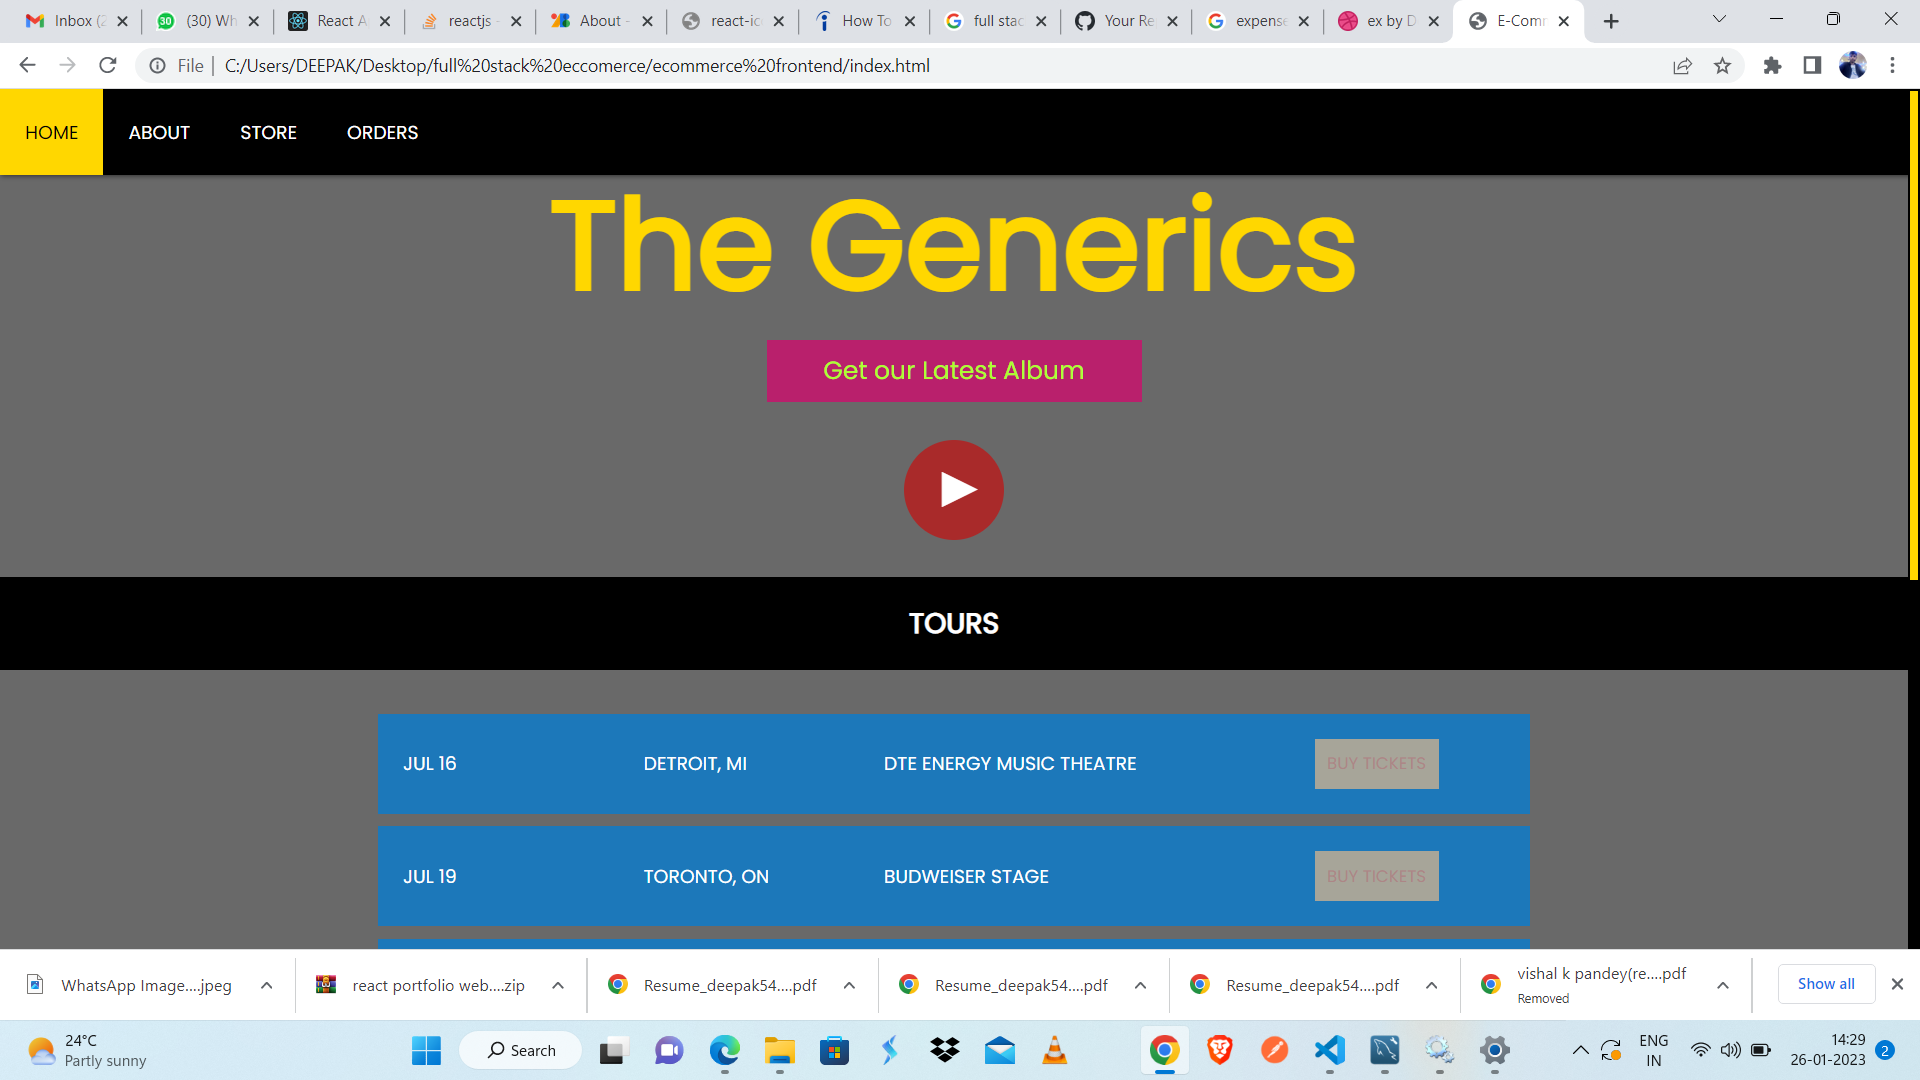 Inbox (2
(30) Wh
React A
reactjs -
About -
react-ic
How To
full stac
Your Re
expense
ex by D
E-Comm
File
C:/Users/DEEPAK/Desktop/full%20stack%20eccomerce/ecommerce%20frontend/index.html
HOME
ABOUT
STORE
ORDERS
The Generics
Get our Latest Album
TOURS
JUL 16
DETROIT, MI
DTE ENERGY MUSIC THEATRE
BUY TICKETS
JUL 19
TORONTO, ON
BUDWEISER STAGE
BUY TICKETS
WhatsApp Image....jpeg
react portfolio web....zip
Resume_deepak54....pdf
Resume_deepak54....pdf
Resume_deepak54....pdf
vishal k pandey(re....pdf
Removed
Show all
24°C
Partly sunny
Search
ENG
IN
14:29
26-01-2023
2